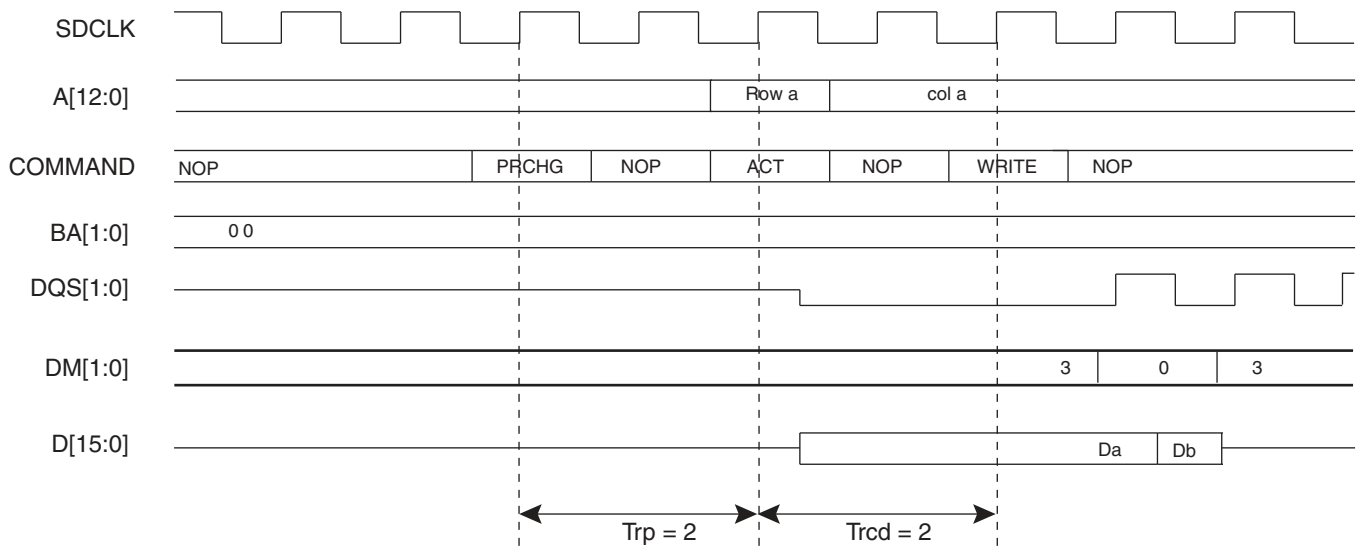 SDCLK
A[12:0] Row a col a
COMMAND NOP PRCHG NOP ACT NOP WRITE NOP
BA[1:0] 0 0
DQS[1:0]
DM[1:0] 3 0 3
D[15:0] Da Db
Trp = 2 Trcd = 2